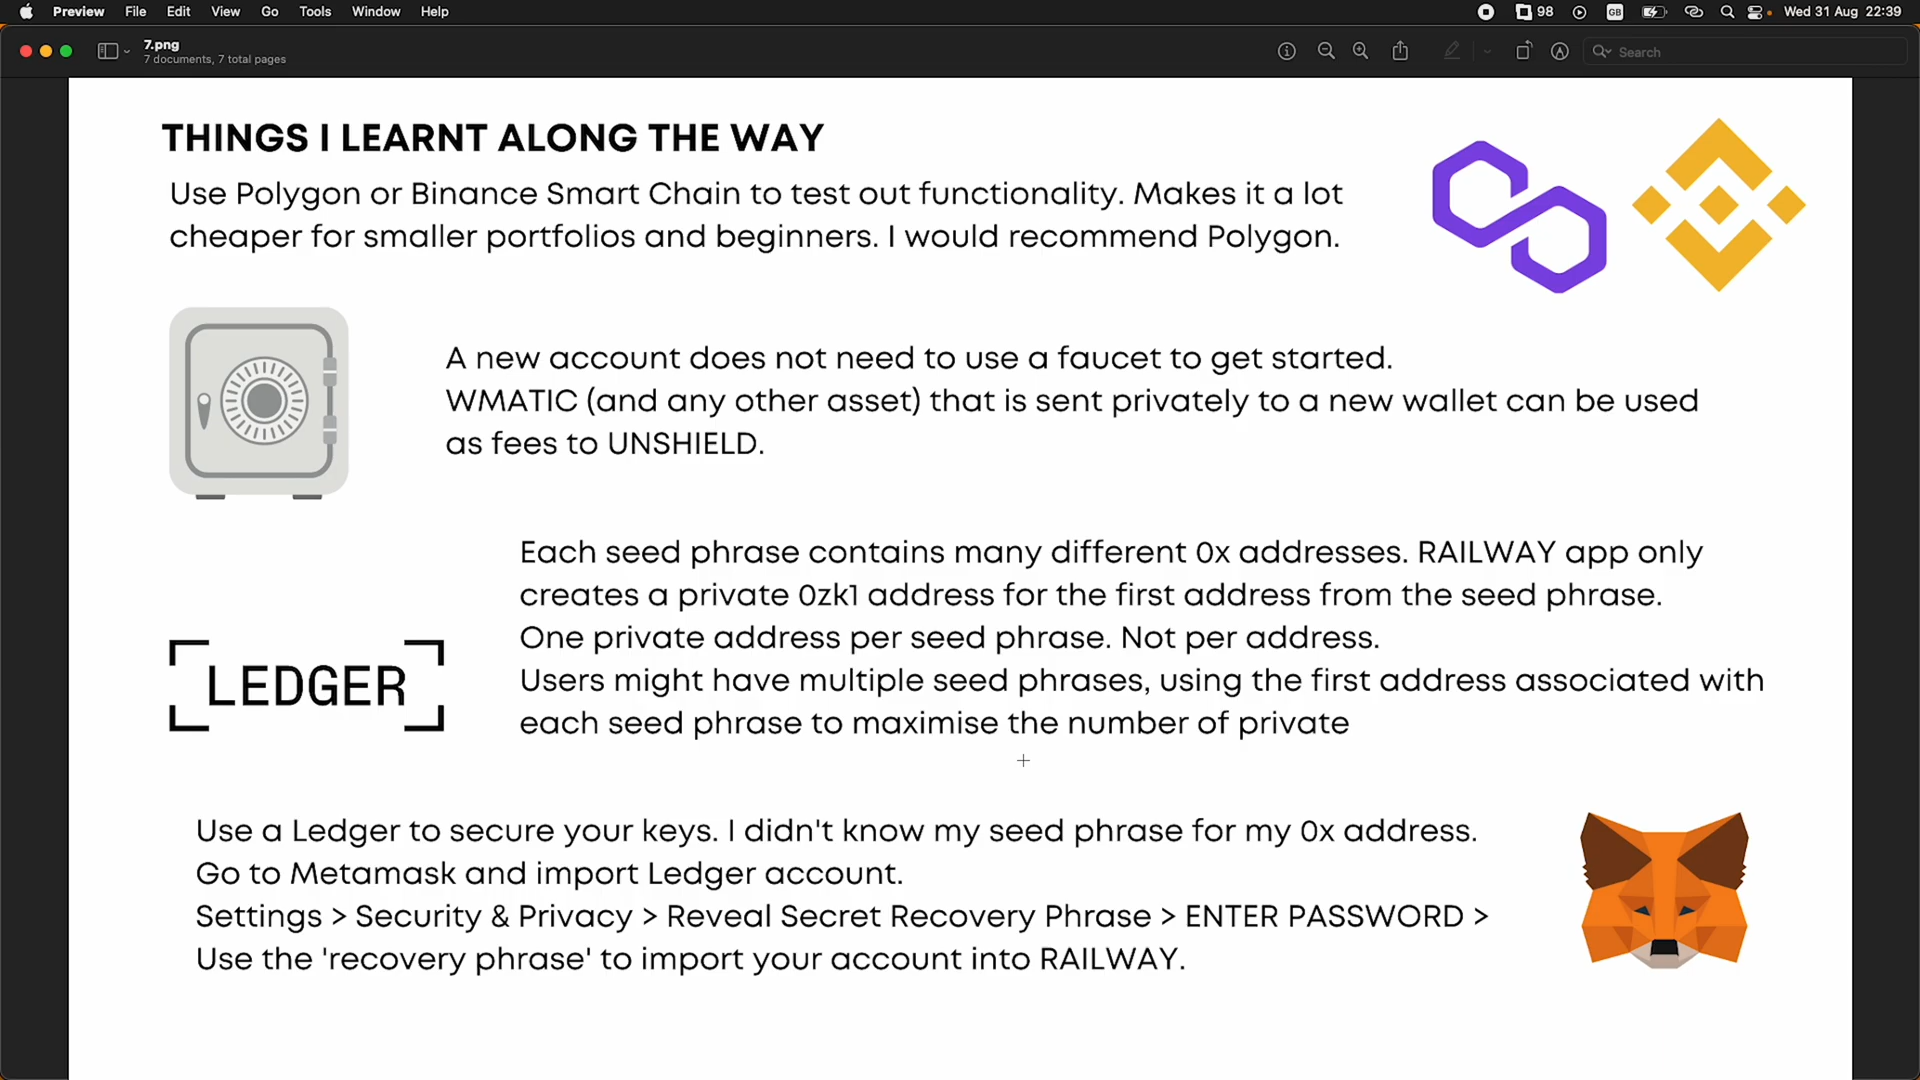 Preview File Edit View Go Tools Window Help 98 GB Wed 31 Aug 22:39
7.png
7 documents, 7 total pages
Search
THINGS I LEARNT ALONG THE WAY
Use Polygon or Binance Smart Chain to test out functionality. Makes it a lot
cheaper for smaller portfolios and beginners. I would recommend Polygon.
A new account does not need to use a faucet to get started.
WMATIC (and any other asset) that is sent privately to a new wallet can be used
as fees to UNSHIELD.
Each seed phrase contains many different 0x addresses. RAILWAY app only
creates a private 0zk1 address for the first address from the seed phrase.
One private address per seed phrase. Not per address.
Users might have multiple seed phrases, using the first address associated with
each seed phrase to maximise the number of private
LEDGER
Use a Ledger to secure your keys. I didn't know my seed phrase for my 0x address.
Go to Metamask and import Ledger account.
Settings > Security & Privacy > Reveal Secret Recovery Phrase > ENTER PASSWORD >
Use the 'recovery phrase' to import your account into RAILWAY.